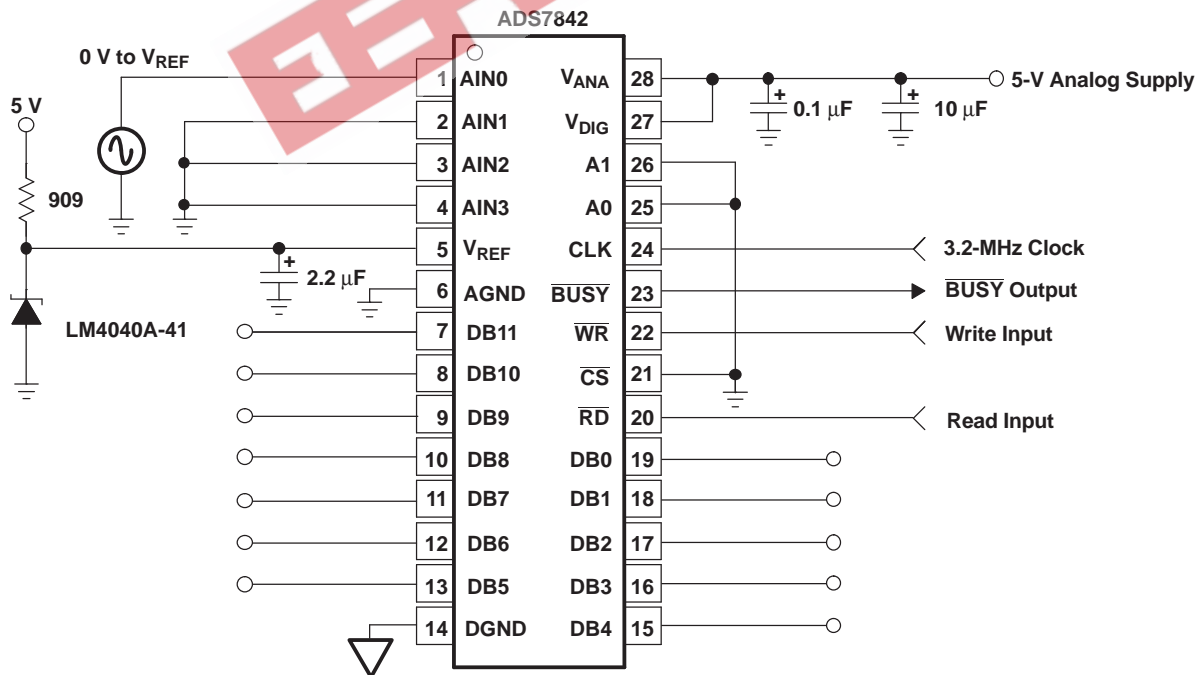 ADS7842
0 V to VREF
5 V
909
LM4040A-41
2.2 μF
1 AIN0
2 AIN1
3 AIN2
4 AIN3
5 VREF
6 AGND
7 DB11
8 DB10
9 DB9
10 DB8
11 DB7
12 DB6
13 DB5
14 DGND
VANA 28
VDIG 27
A1 26
A0 25
CLK 24
BUSY 23
WR 22
CS 21
RD 20
DB0 19
DB1 18
DB2 17
DB3 16
DB4 15
+ 0.1 μF
+ 10 μF
+
5-V Analog Supply
3.2-MHz Clock
BUSY Output
Write Input
Read Input